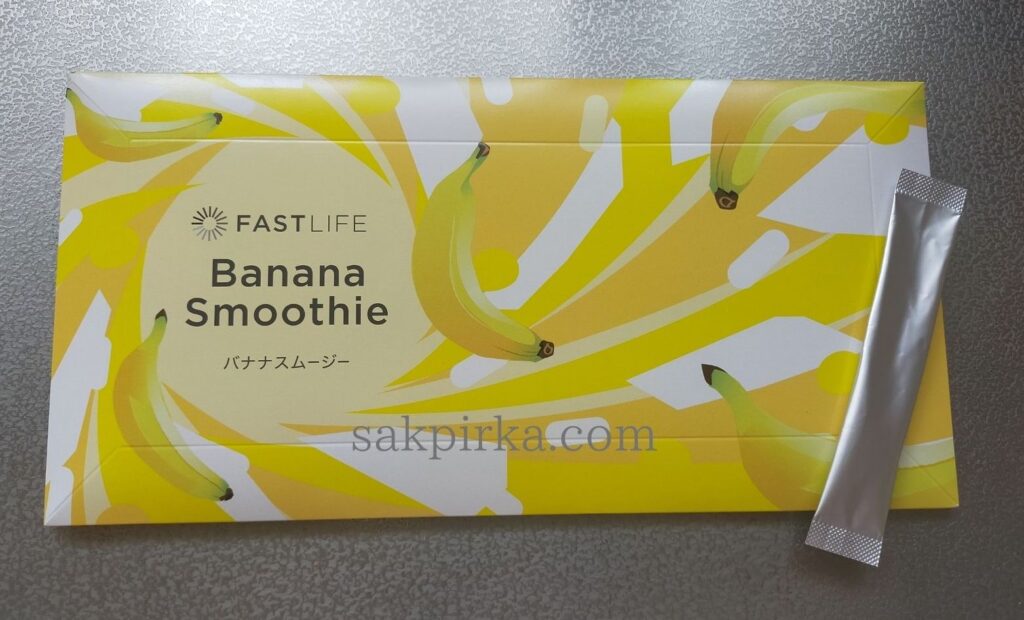 FASTLIFE
Banana
Smoothie
バナナスムージー
sakpirka.com